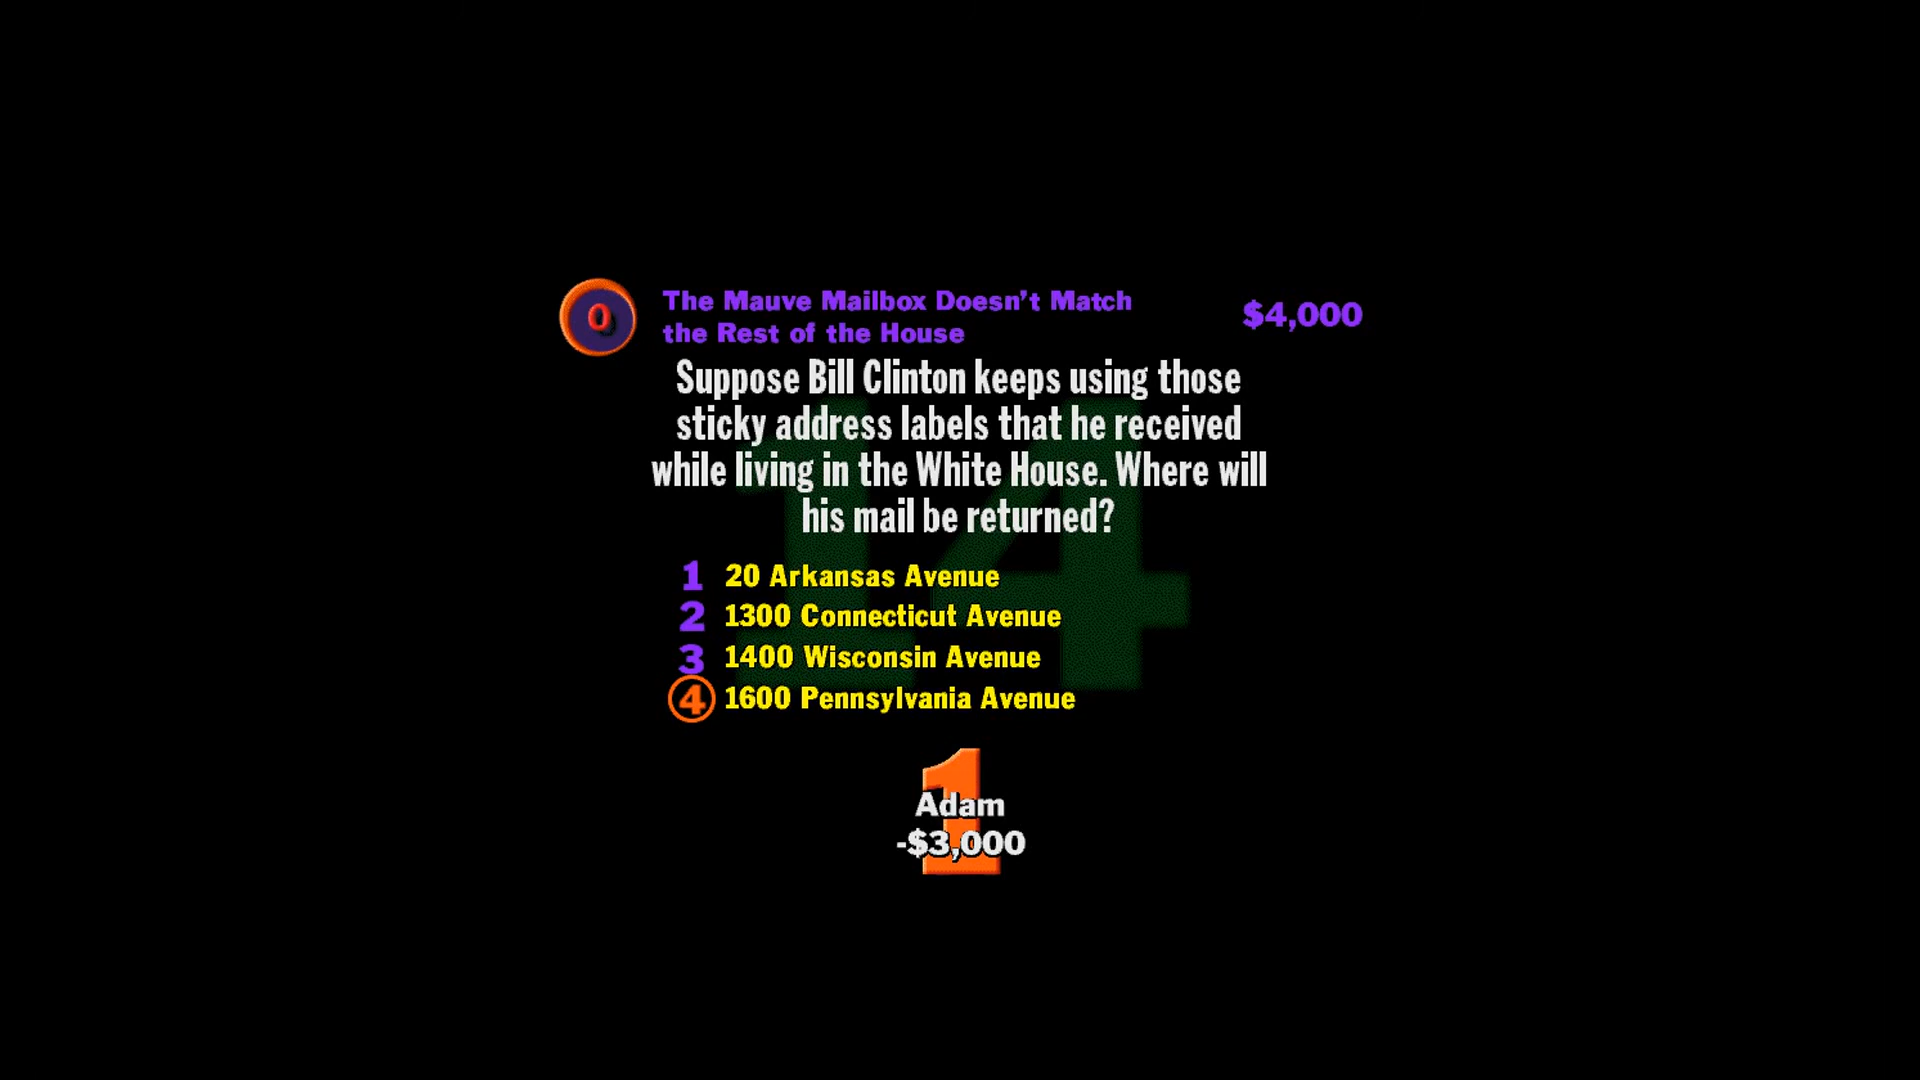 0
The Mauve Mailbox Doesn't Match
the Rest of the House
$4,000
Suppose Bill Clinton keeps using those
sticky address labels that he received
while living in the White House. Where will
his mail be returned?
14
1 20 Arkansas Avenue
2 1300 Connecticut Avenue
3 1400 Wisconsin Avenue
4 1600 Pennsylvania Avenue
1
Adam
-$3,000